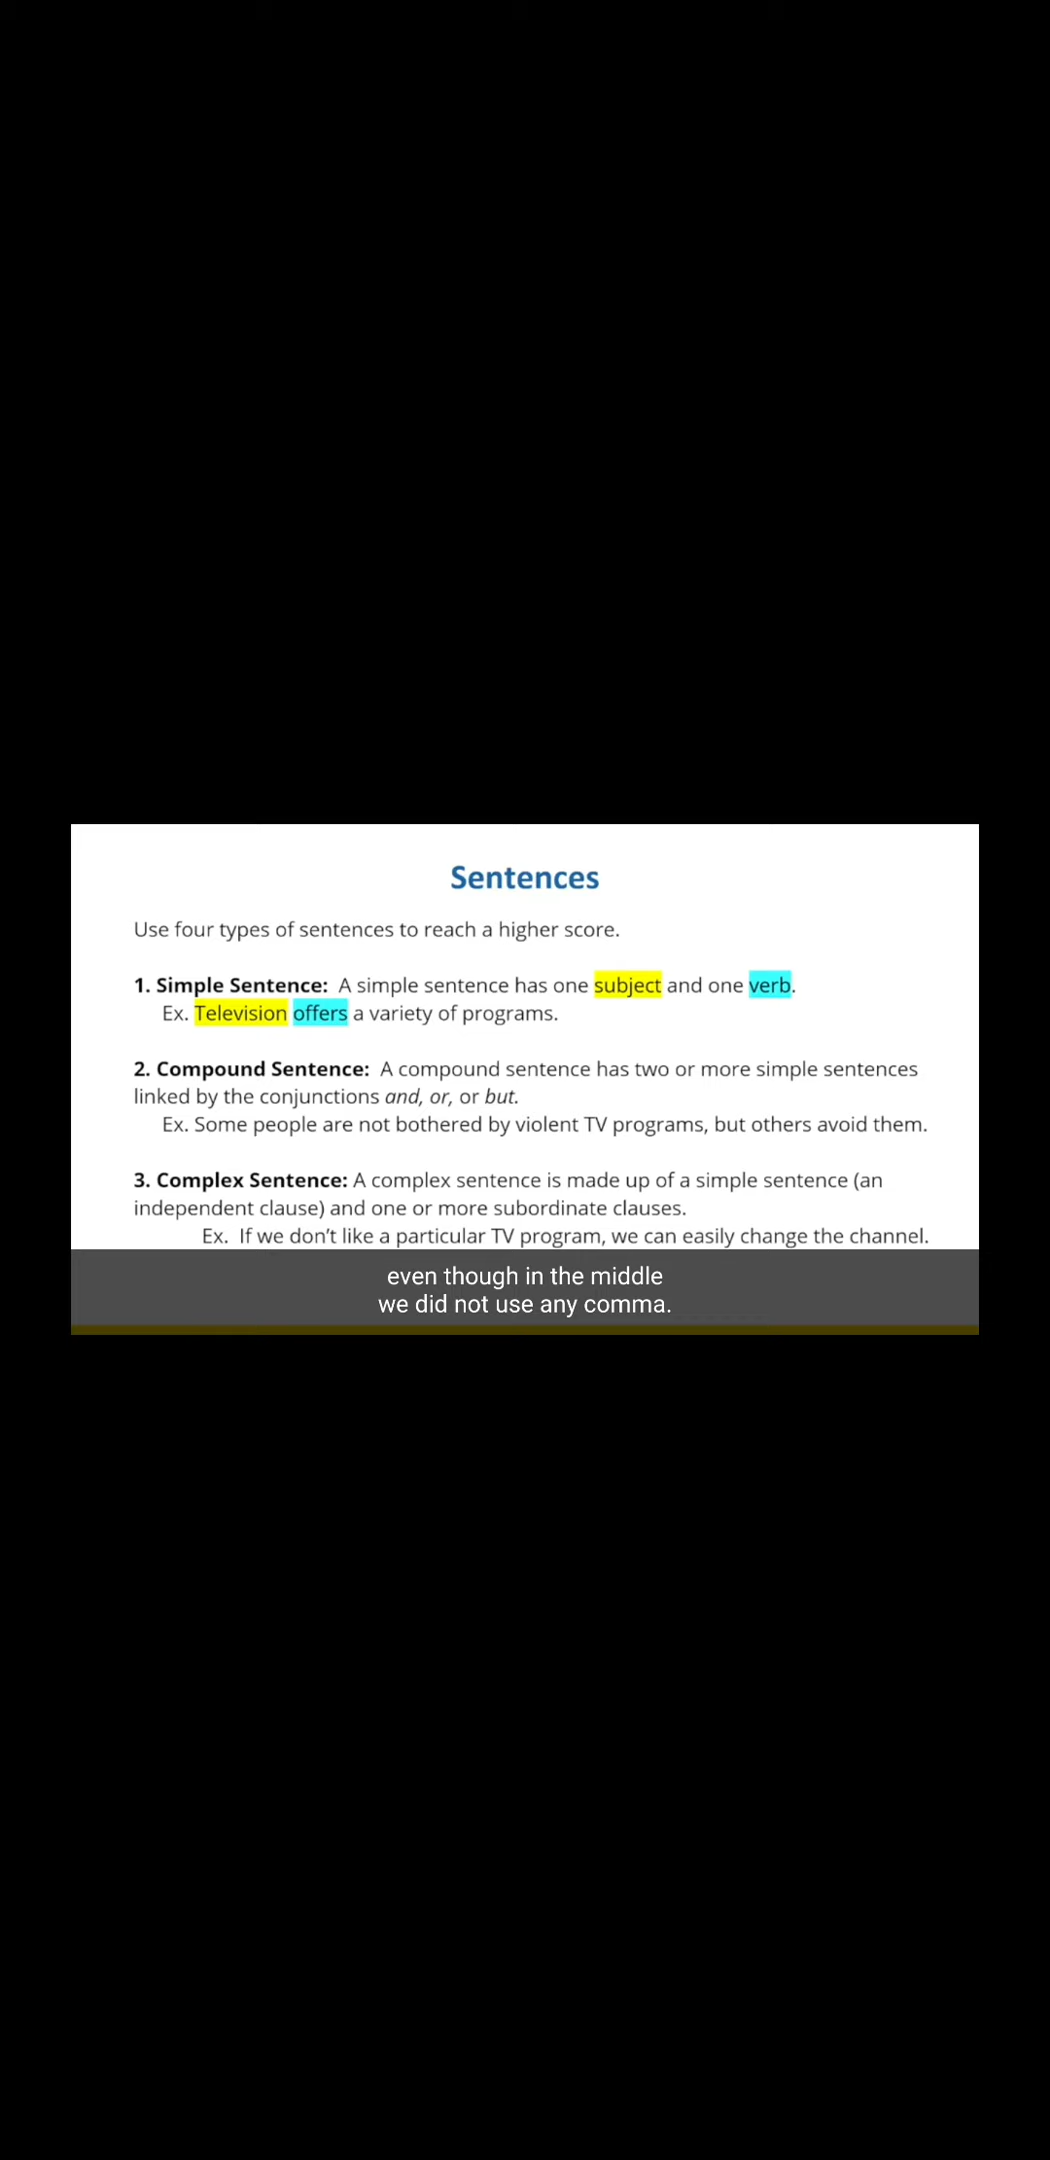 Sentences
Use four types of sentences to reach a higher score.
1. Simple Sentence: A simple sentence has one subject and one verb.
Ex. Television offers a variety of programs.
2. Compound Sentence: A compound sentence has two or more simple sentences
linked by the conjunctions and, or, or but.
Ex. Some people are not bothered by violent TV programs, but others avoid them.
3. Complex Sentence: A complex sentence is made up of a simple sentence (an
independent clause) and one or more subordinate clauses.
Ex. If we don’t like a particular TV program, we can easily change the channel.
even though in the middle
we did not use any comma.